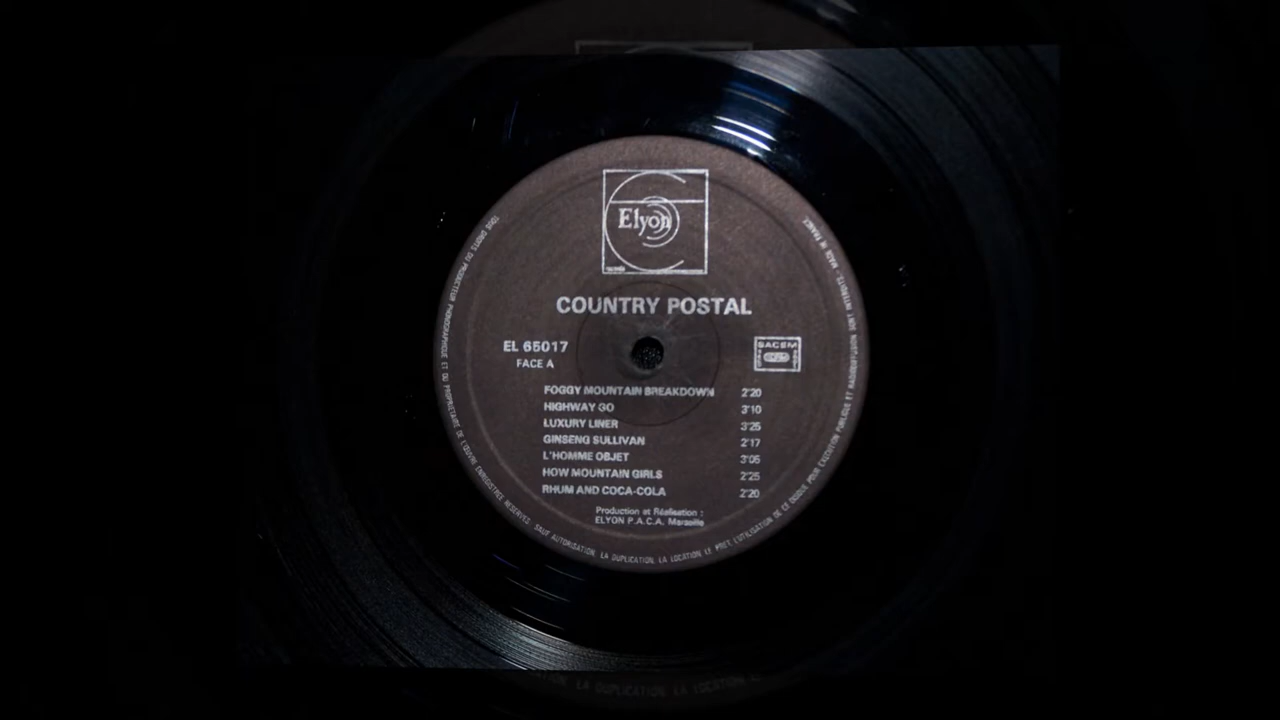 Elyon
COUNTRY POSTAL
EL 65017
FACE A
SACEM
FOGGY MOUNTAIN BREAKDOWN 2'20
HIGHWAY GO 3'10
LUXURY LINER 3'25
GINSENG SULLIVAN 2'17
L'HOMME OBJET 3'05
HOW MOUNTAIN GIRLS 2'25
RHUM AND COCA-COLA 2'20
Production et Réalisation :
ELYON P.A.C.A. Marseille
TOUS DROITS DU PRODUCTEUR PHONOGRAPHIQUE ET DU PROPRIETAIRE DE L'OEUVRE ENREGISTREE RESERVES. SAUF AUTORISATION, LA DUPLICATION, LA LOCATION, LE PRET, L'UTILISATION DE CE DISQUE POUR EXECUTION PUBLIQUE ET RADIODIFFUSION SONT INTERDITS - MADE IN FRANCE
LA DUPLICATION, LA LOCATION